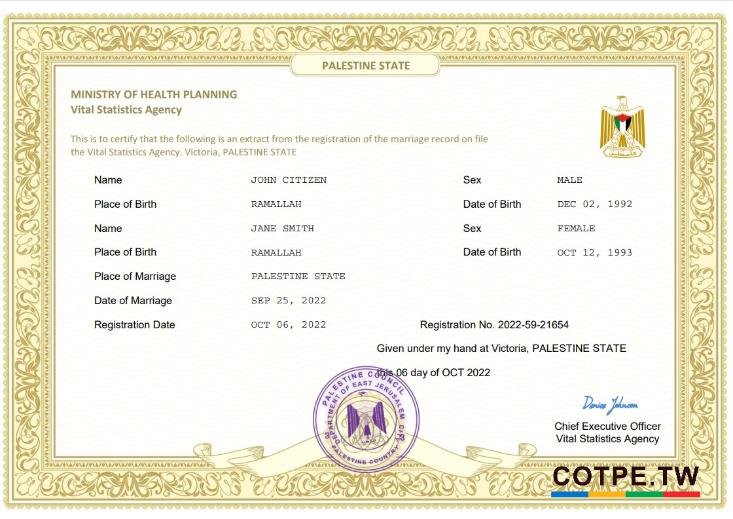 PALESTINE STATE
MINISTRY OF HEALTH PLANNING
Vital Statistics Agency
This is to certify that the following is an extract from the registration of the marriage record on file
the Vital Statistics Agency. Victoria, PALESTINE STATE
Name JOHN CITIZEN Sex MALE
Place of Birth RAMALLAH Date of Birth DEC 02, 1992
Name JANE SMITH Sex FEMALE
Place of Birth RAMALLAH Date of Birth OCT 12, 1993
Place of Marriage PALESTINE STATE
Date of Marriage SEP 25, 2022
Registration Date OCT 06, 2022 Registration No. 2022-59-21654
Given under my hand at Victoria, PALESTINE STATE
this 06 day of OCT 2022
PALESTINE COUNCIL
DEPARTMENT OF EAST JERUSALEM CITY
PALESTINE COUNTRY
Denise Johnson
Chief Executive Officer
Vital Statistics Agency
COTPE.TW